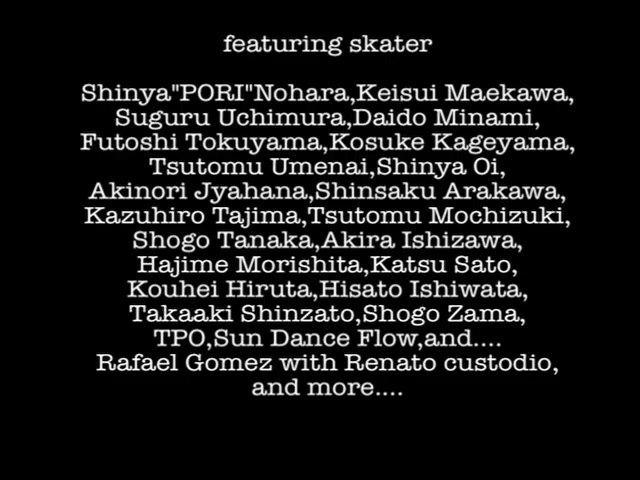 featuring skater
Shinya"PORI"Nohara,Keisui Maekawa,
Suguru Uchimura,Daido Minami,
Futoshi Tokuyama,Kosuke Kageyama,
Tsutomu Umenai,Shinya Oi,
Akinori Jyahana,Shinsaku Arakawa,
Kazuhiro Tajima,Tsutomu Mochizuki,
Shogo Tanaka,Akira Ishizawa,
Hajime Morishita,Katsu Sato,
Kouhei Hiruta,Hisato Ishiwata,
Takaaki Shinzato,Shogo Zama,
TPO,Sun Dance Flow,and....
Rafael Gomez with Renato custodio,
and more....